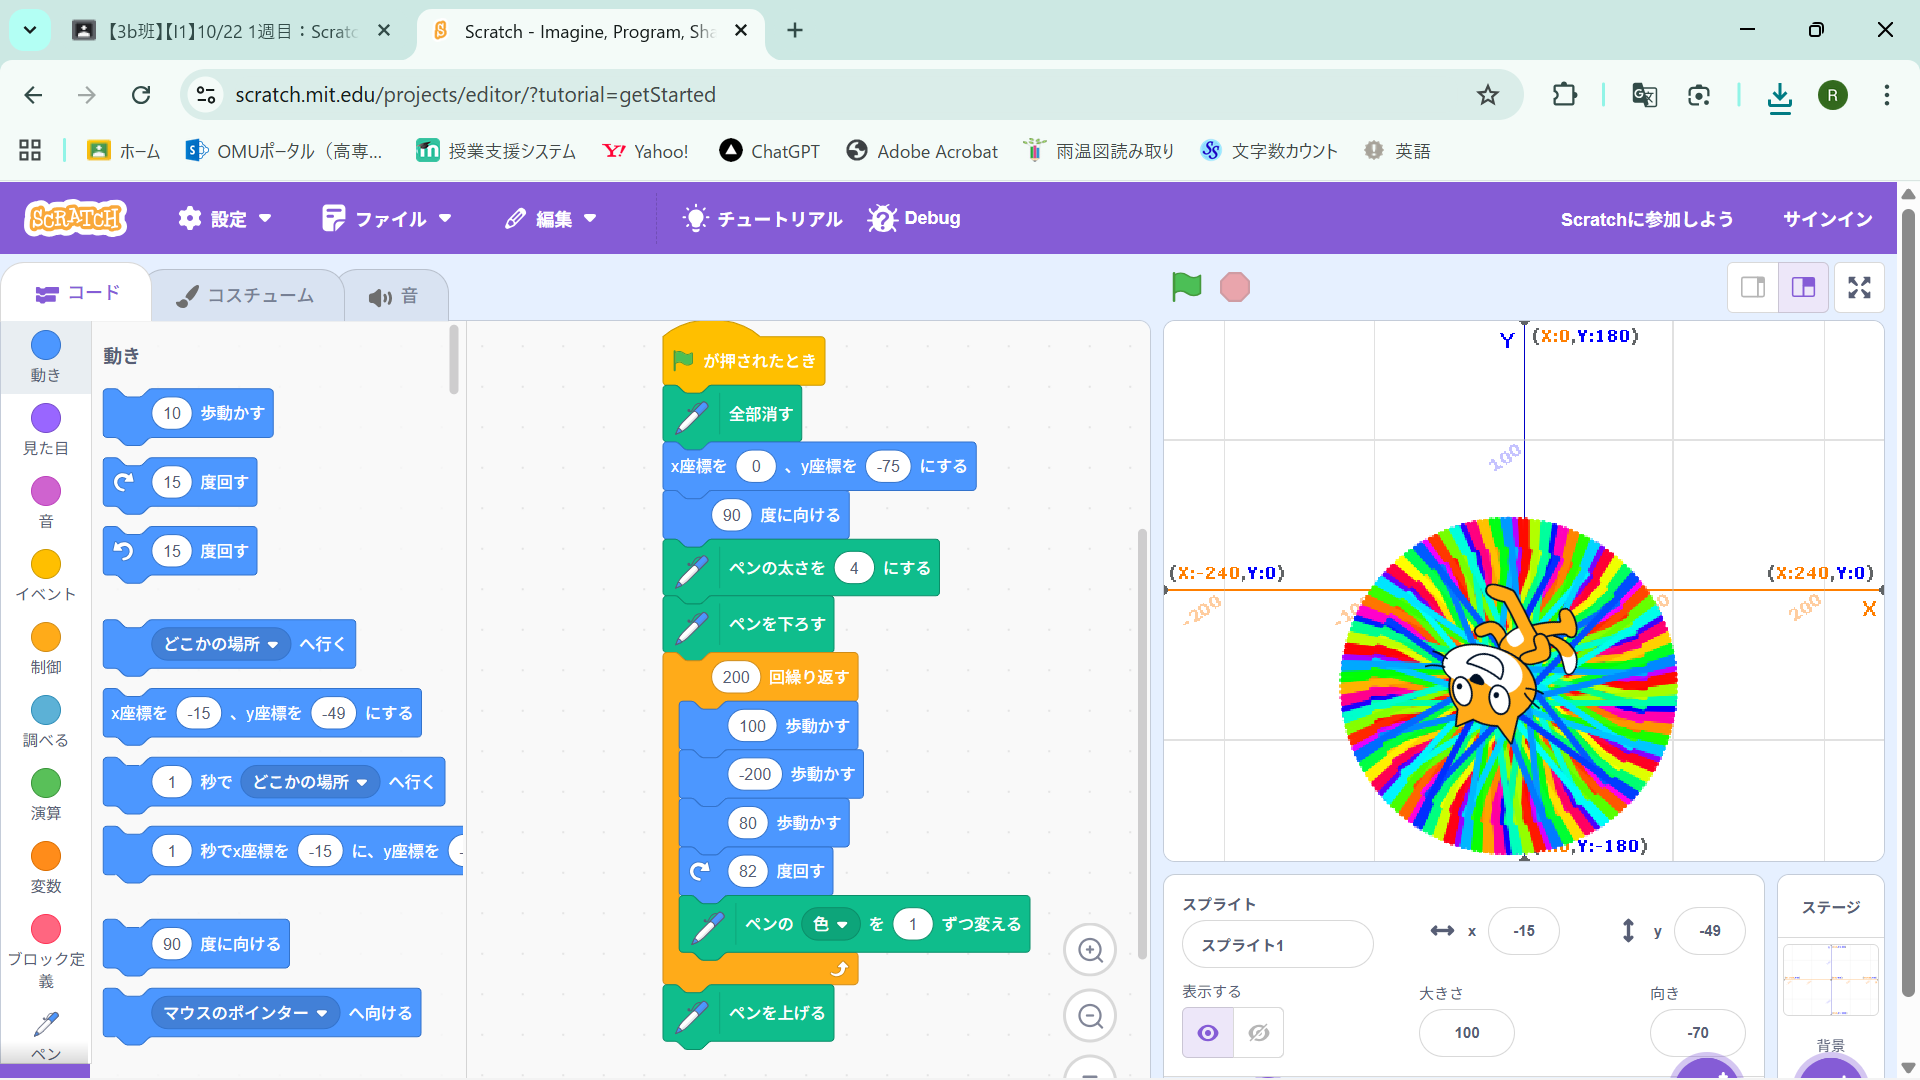 【3b班】【I1】10/22 1週目：Scratc
Scratch - Imagine, Program, Sha
scratch.mit.edu/projects/editor/?tutorial=getStarted
R
ホーム
OMUポータル（高専...
授業支援システム
Yahoo!
ChatGPT
Adobe Acrobat
雨温図読み取り
文字数カウント
英語
SCRATCH
設定
ファイル
編集
チュートリアル
Debug
Scratchに参加しよう
サインイン
コード
コスチューム
音
動き
見た目
音
イベント
制御
調べる
演算
変数
ブロック定義
ペン
動き
10 歩動かす
15 度回す
15 度回す
どこかの場所 へ行く
x座標を -15 、y座標を -49 にする
1 秒で どこかの場所 へ行く
1 秒でx座標を -15 に、y座標を
90 度に向ける
マウスのポインター へ向ける
が押されたとき
全部消す
x座標を 0 、y座標を -75 にする
90 度に向ける
ペンの太さを 4 にする
ペンを下ろす
200 回繰り返す
100 歩動かす
-200 歩動かす
80 歩動かす
82 度回す
ペンの 色 を 1 ずつ変える
ペンを上げる
Y (X:0,Y:180)
100
(X:-240,Y:0)
(X:240,Y:0)
-200
200
X
Y:-180)
スプライト
スプライト1
x -15
y -49
表示する
大きさ
100
向き
-70
ステージ
背景